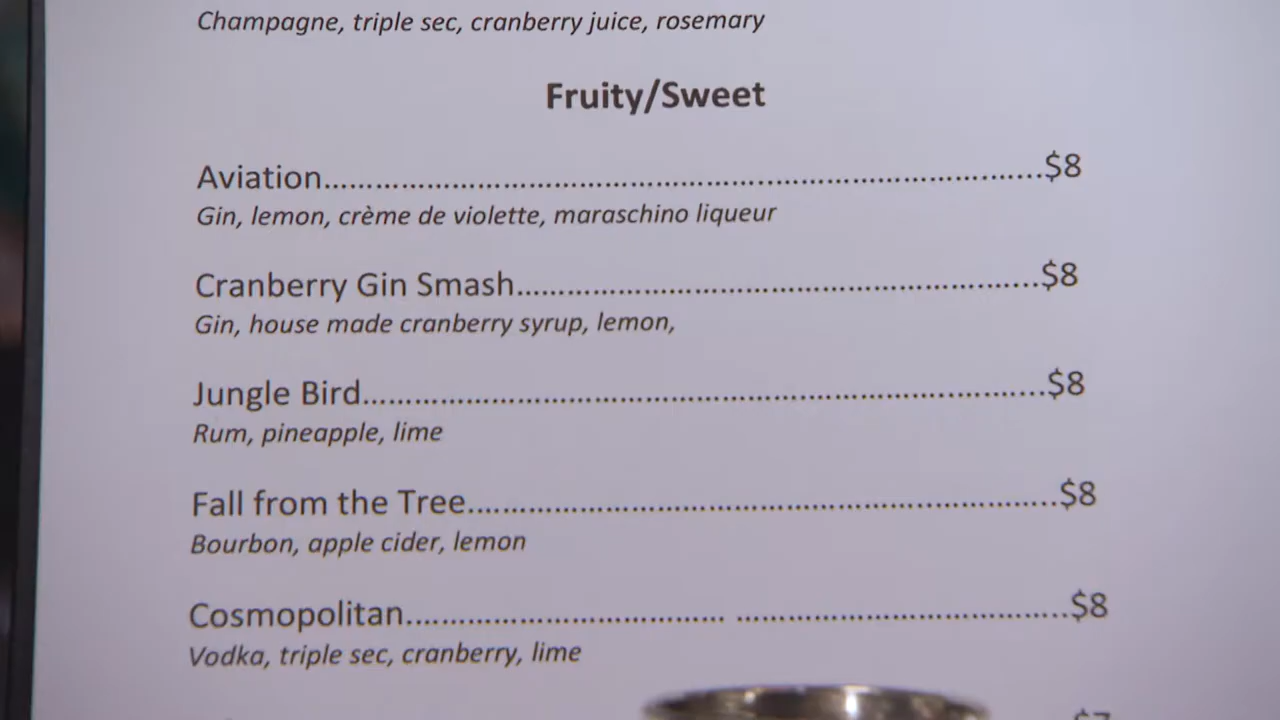 Champagne, triple sec, cranberry juice, rosemary
Fruity/Sweet
Aviation.................................................................................$8
Gin, lemon, crème de violette, maraschino liqueur
Cranberry Gin Smash.............................................................$8
Gin, house made cranberry syrup, lemon,
Jungle Bird..............................................................................$8
Rum, pineapple, lime
Fall from the Tree....................................................................$8
Bourbon, apple cider, lemon
Cosmopolitan..................................... ......................................$8
Vodka, triple sec, cranberry, lime